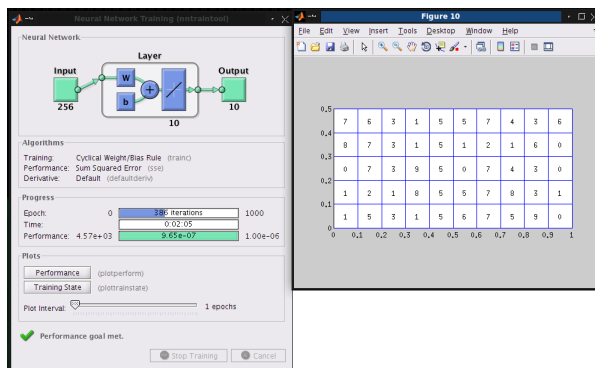 Neural Network Training (nntraintool)
Neural Network
Layer
Input
Output
W
b
256
10
10
Algorithms
Training: Cyclical Weight/Bias Rule (trainc)
Performance: Sum Squared Error (sse)
Derivative: Default (defaultderiv)
Progress
Epoch: 0 386 iterations 1000
Time: 0:02:05
Performance: 4.57e+03 9.65e-07 1.00e-06
Plots
Performance (plotperform)
Training State (plottrainstate)
Plot Interval: 1 epochs
Performance goal met.
Stop Training Cancel
Figure 10
File Edit View Insert Tools Desktop Window Help
0.5
7 6 3 1 5 5 7 4 3 6
0.4
8 7 3 1 5 1 2 1 6 0
0.3
0 7 3 9 5 0 7 4 3 0
0.2
1 2 1 8 5 5 7 8 3 1
0.1
1 5 3 1 5 6 7 5 9 0
0
0 0.1 0.2 0.3 0.4 0.5 0.6 0.7 0.8 0.9 1